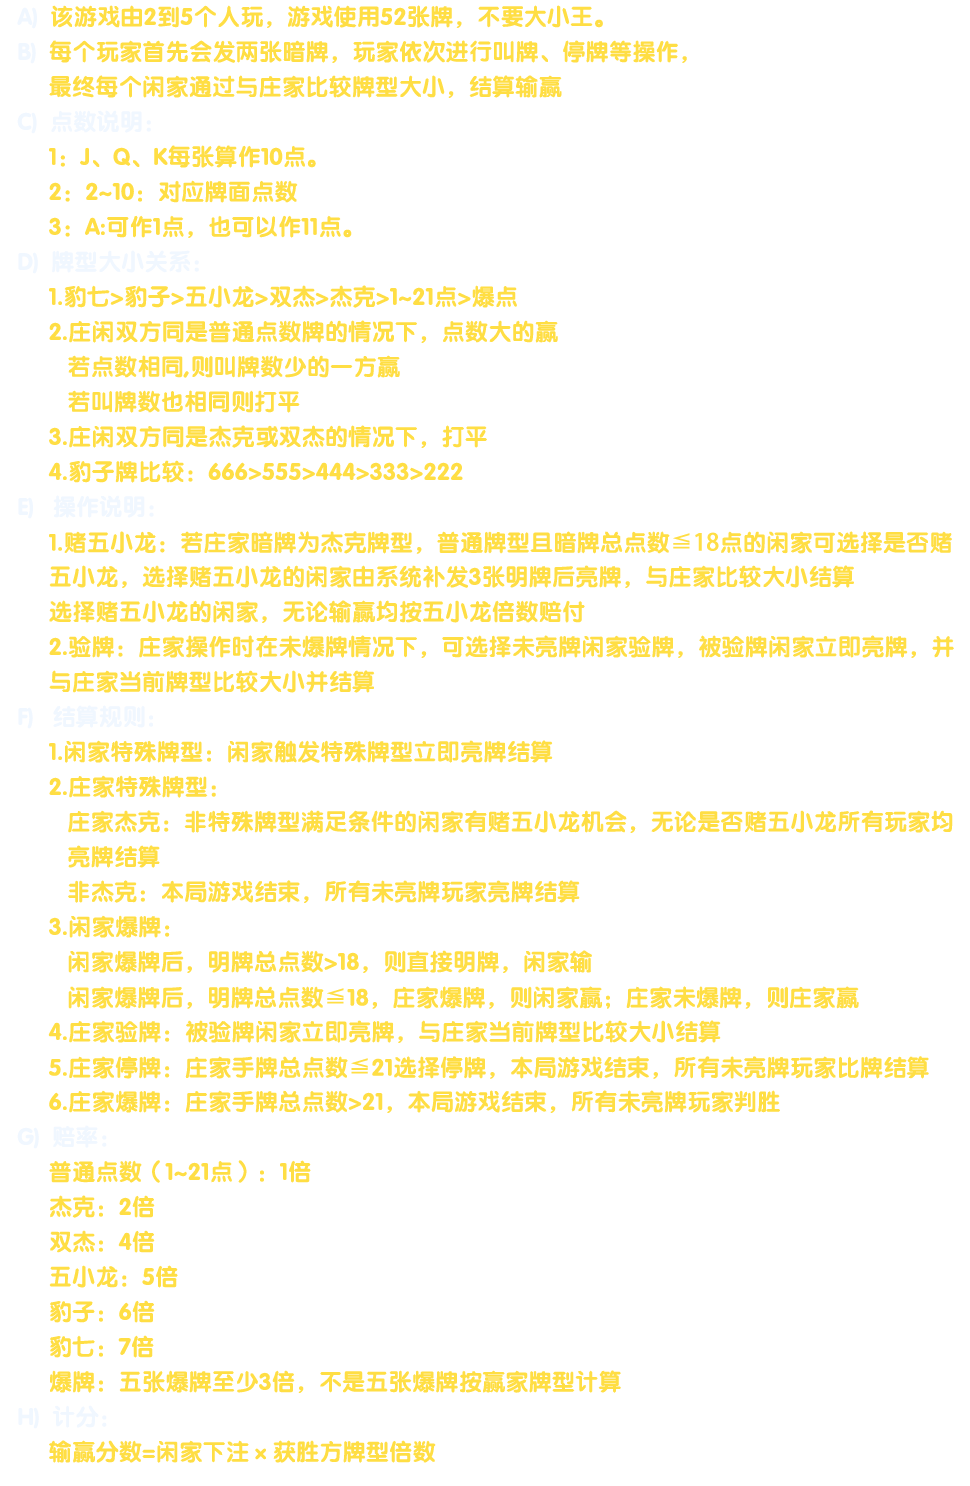 A) 该游戏由2到5个人玩，游戏使用52张牌，不要大小王。
B) 每个玩家首先会发两张暗牌，玩家依次进行叫牌、停牌等操作，
最终每个闲家通过与庄家比较牌型大小，结算输赢
C) 点数说明：
1：J、Q、K每张算作10点。
2：2~10：对应牌面点数
3：A:可作1点，也可以作11点。
D) 牌型大小关系：
1.豹七>豹子>五小龙>双杰>杰克>1~21点>爆点
2.庄闲双方同是普通点数牌的情况下，点数大的赢
若点数相同,则叫牌数少的一方赢
若叫牌数也相同则打平
3.庄闲双方同是杰克或双杰的情况下，打平
4.豹子牌比较：666>555>444>333>222
E) 操作说明：
1.赌五小龙：若庄家暗牌为杰克牌型，普通牌型且暗牌总点数≦18点的闲家可选择是否赌
五小龙，选择赌五小龙的闲家由系统补发3张明牌后亮牌，与庄家比较大小结算
选择赌五小龙的闲家，无论输赢均按五小龙倍数赔付
2.验牌：庄家操作时在未爆牌情况下，可选择未亮牌闲家验牌，被验牌闲家立即亮牌，并
与庄家当前牌型比较大小并结算
F) 结算规则：
1.闲家特殊牌型：闲家触发特殊牌型立即亮牌结算
2.庄家特殊牌型：
庄家杰克：非特殊牌型满足条件的闲家有赌五小龙机会，无论是否赌五小龙所有玩家均
亮牌结算
非杰克：本局游戏结束，所有未亮牌玩家亮牌结算
3.闲家爆牌：
闲家爆牌后，明牌总点数>18，则直接明牌，闲家输
闲家爆牌后，明牌总点数≦18，庄家爆牌，则闲家赢；庄家未爆牌，则庄家赢
4.庄家验牌：被验牌闲家立即亮牌，与庄家当前牌型比较大小结算
5.庄家停牌：庄家手牌总点数≦21选择停牌，本局游戏结束，所有未亮牌玩家比牌结算
6.庄家爆牌：庄家手牌总点数>21，本局游戏结束，所有未亮牌玩家判胜
G) 赔率：
普通点数（1~21点）：1倍
杰克：2倍
双杰：4倍
五小龙：5倍
豹子：6倍
豹七：7倍
爆牌：五张爆牌至少3倍，不是五张爆牌按赢家牌型计算
H) 计分：
输赢分数=闲家下注 × 获胜方牌型倍数